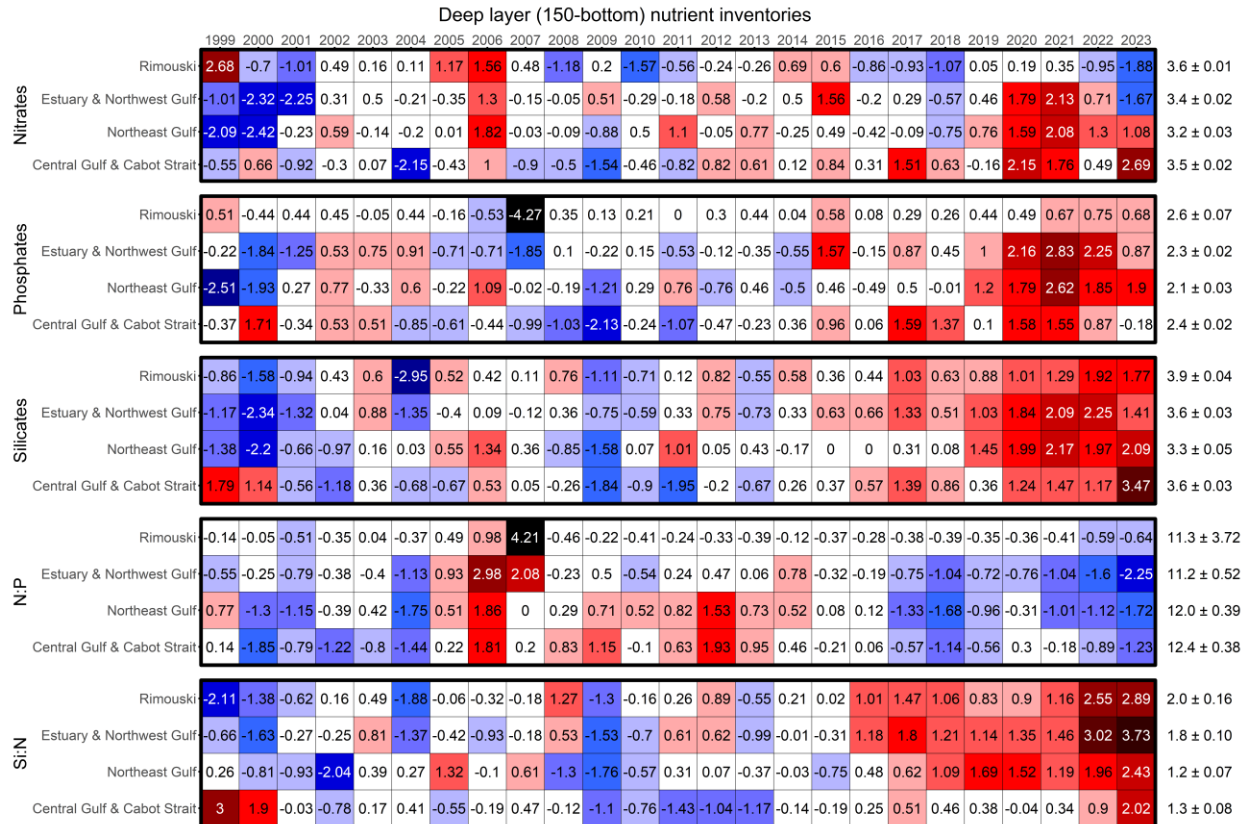 Deep layer (150-bottom) nutrient inventories
1999 2000 2001 2002 2003 2004 2005 2006 2007 2008 2009 2010 2011 2012 2013 2014 2015 2016 2017 2018 2019 2020 2021 2022 2023
Nitrates
Rimouski 2.68 -0.7 -1.01 0.49 0.16 0.11 1.17 1.56 0.48 -1.18 0.2 -1.57 -0.56 -0.24 -0.26 0.69 0.6 -0.86 -0.93 -1.07 0.05 0.19 0.35 -0.95 -1.88 3.6 ± 0.01
Estuary & Northwest Gulf -1.01 -2.32 -2.25 0.31 0.5 -0.21 -0.35 1.3 -0.15 -0.05 0.51 -0.29 -0.18 0.58 -0.2 0.5 1.56 -0.2 0.29 -0.57 0.46 1.79 2.13 0.71 -1.67 3.4 ± 0.02
Northeast Gulf -2.09 -2.42 -0.23 0.59 -0.14 -0.2 0.01 1.82 -0.03 -0.09 -0.88 0.5 1.1 -0.05 0.77 -0.25 0.49 -0.42 -0.09 -0.75 0.76 1.59 2.08 1.3 1.08 3.2 ± 0.03
Central Gulf & Cabot Strait -0.55 0.66 -0.92 -0.3 0.07 -2.15 -0.43 1 -0.9 -0.5 -1.54 -0.46 -0.82 0.82 0.61 0.12 0.84 0.31 1.51 0.63 -0.16 2.15 1.76 0.49 2.69 3.5 ± 0.02
Phosphates
Rimouski 0.51 -0.44 0.44 0.45 -0.05 0.44 -0.16 -0.53 -4.27 0.35 0.13 0.21 0 0.3 0.44 0.04 0.58 0.08 0.29 0.26 0.44 0.49 0.67 0.75 0.68 2.6 ± 0.07
Estuary & Northwest Gulf -0.22 -1.84 -1.25 0.53 0.75 0.91 -0.71 -0.71 -1.85 0.1 -0.22 0.15 -0.53 -0.12 -0.35 -0.55 1.57 -0.15 0.87 0.45 1 2.16 2.83 2.25 0.87 2.3 ± 0.02
Northeast Gulf -2.51 -1.93 0.27 0.77 -0.33 0.6 -0.22 1.09 -0.02 -0.19 -1.21 0.29 0.76 -0.76 0.46 -0.5 0.46 -0.49 0.5 -0.01 1.2 1.79 2.62 1.85 1.9 2.1 ± 0.03
Central Gulf & Cabot Strait -0.37 1.71 -0.34 0.53 0.51 -0.85 -0.61 -0.44 -0.99 -1.03 -2.13 -0.24 -1.07 -0.47 -0.23 0.36 0.96 0.06 1.59 1.37 0.1 1.58 1.55 0.87 -0.18 2.4 ± 0.02
Silicates
Rimouski -0.86 -1.58 -0.94 0.43 0.6 -2.95 0.52 0.42 0.11 0.76 -1.11 -0.71 0.12 0.82 -0.55 0.58 0.36 0.44 1.03 0.63 0.88 1.01 1.29 1.92 1.77 3.9 ± 0.04
Estuary & Northwest Gulf -1.17 -2.34 -1.32 0.04 0.88 -1.35 -0.4 0.09 -0.12 0.36 -0.75 -0.59 0.33 0.75 -0.73 0.33 0.63 0.66 1.33 0.51 1.03 1.84 2.09 2.25 1.41 3.6 ± 0.03
Northeast Gulf -1.38 -2.2 -0.66 -0.97 0.16 0.03 0.55 1.34 0.36 -0.85 -1.58 0.07 1.01 0.05 0.43 -0.17 0 0 0.31 0.08 1.45 1.99 2.17 1.97 2.09 3.3 ± 0.05
Central Gulf & Cabot Strait 1.79 1.14 -0.56 -1.18 0.36 -0.68 -0.67 0.53 0.05 -0.26 -1.84 -0.9 -1.95 -0.2 -0.67 0.26 0.37 0.57 1.39 0.86 0.36 1.24 1.47 1.17 3.47 3.6 ± 0.03
N:P
Rimouski -0.14 -0.05 -0.51 -0.35 0.04 -0.37 0.49 0.98 4.21 -0.46 -0.22 -0.41 -0.24 -0.33 -0.39 -0.12 -0.16 -0.37 -0.28 -0.38 -0.39 -0.35 -0.36 -0.41 -0.59 -0.64 11.3 ± 3.72
Estuary & Northwest Gulf -0.55 -0.25 -0.79 -0.38 -0.4 -1.13 0.93 2.98 2.08 -0.23 0.5 -0.54 0.24 0.47 0.06 0.78 -0.32 -0.19 -0.75 -1.04 -0.72 -0.76 -1.04 -1.6 -2.25 11.2 ± 0.52
Northeast Gulf 0.77 -1.3 -1.15 -0.39 0.42 -1.75 0.51 1.86 0 0.29 0.71 0.52 0.82 1.53 0.73 0.52 0.08 0.12 -1.33 -1.68 -0.96 -0.31 -1.01 -1.12 -1.72 12.0 ± 0.39
Central Gulf & Cabot Strait 0.14 -1.85 -0.79 -1.22 -0.8 -1.44 0.22 1.81 0.2 0.83 1.15 -0.1 0.63 1.93 0.95 0.46 -0.21 0.06 -0.57 -1.14 -0.56 0.3 -0.18 -0.89 -1.23 12.4 ± 0.38
Si:N
Rimouski -2.11 -1.38 -0.62 0.16 0.49 -1.88 -0.06 -0.32 -0.18 1.27 -1.3 -0.16 0.26 0.89 -0.55 0.21 0.02 1.01 1.47 1.06 0.83 0.9 1.16 2.55 2.89 2.0 ± 0.16
Estuary & Northwest Gulf -0.66 -1.63 -0.27 -0.25 0.81 -1.37 -0.42 -0.93 -0.18 0.53 -1.53 -0.7 0.61 0.62 -0.99 -0.01 -0.31 1.18 1.8 1.21 1.14 1.35 1.46 3.02 3.73 1.8 ± 0.10
Northeast Gulf 0.26 -0.81 -0.93 -2.04 0.39 0.27 1.32 -0.1 0.61 -1.3 -1.76 -0.57 0.31 0.07 -0.37 -0.03 -0.75 0.48 0.62 1.09 1.69 1.52 1.19 1.96 2.43 1.2 ± 0.07
Central Gulf & Cabot Strait 3 1.9 -0.03 -0.78 0.17 0.41 -0.55 -0.19 0.47 -0.12 -1.1 -0.76 -1.43 -1.04 -1.17 -0.14 -0.19 0.25 0.51 0.46 0.38 -0.04 0.34 0.9 2.02 1.3 ± 0.08